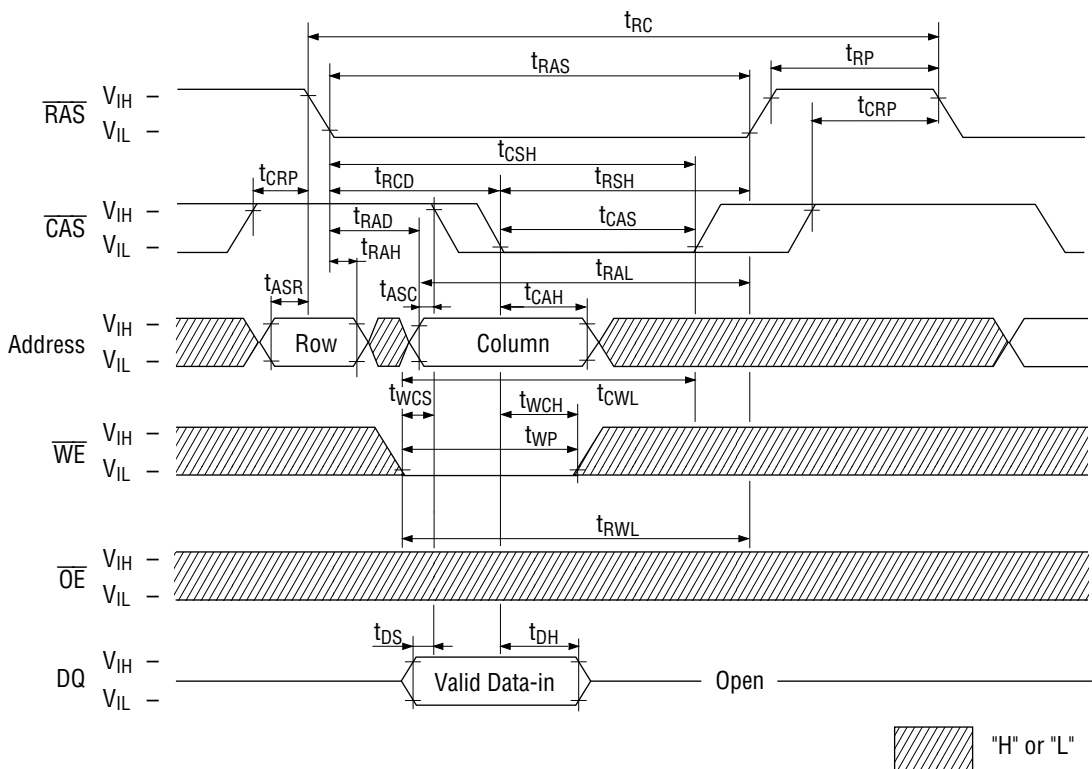 tRC
tRAS tRP
RAS VIH –
VIL –
tCRP
tCSH
tCRP tRCD tRSH
CAS VIH –
VIL –
tRAD tCAS
tRAH
tRAL
tASR tASC tCAH
Address VIH –
VIL –
Row Column
tCWL
tWCS tWCH
WE VIH –
VIL –
tWP
tRWL
OE VIH –
VIL –
tDS tDH
DQ VIH –
VIL –
Valid Data-in Open
"H" or "L"